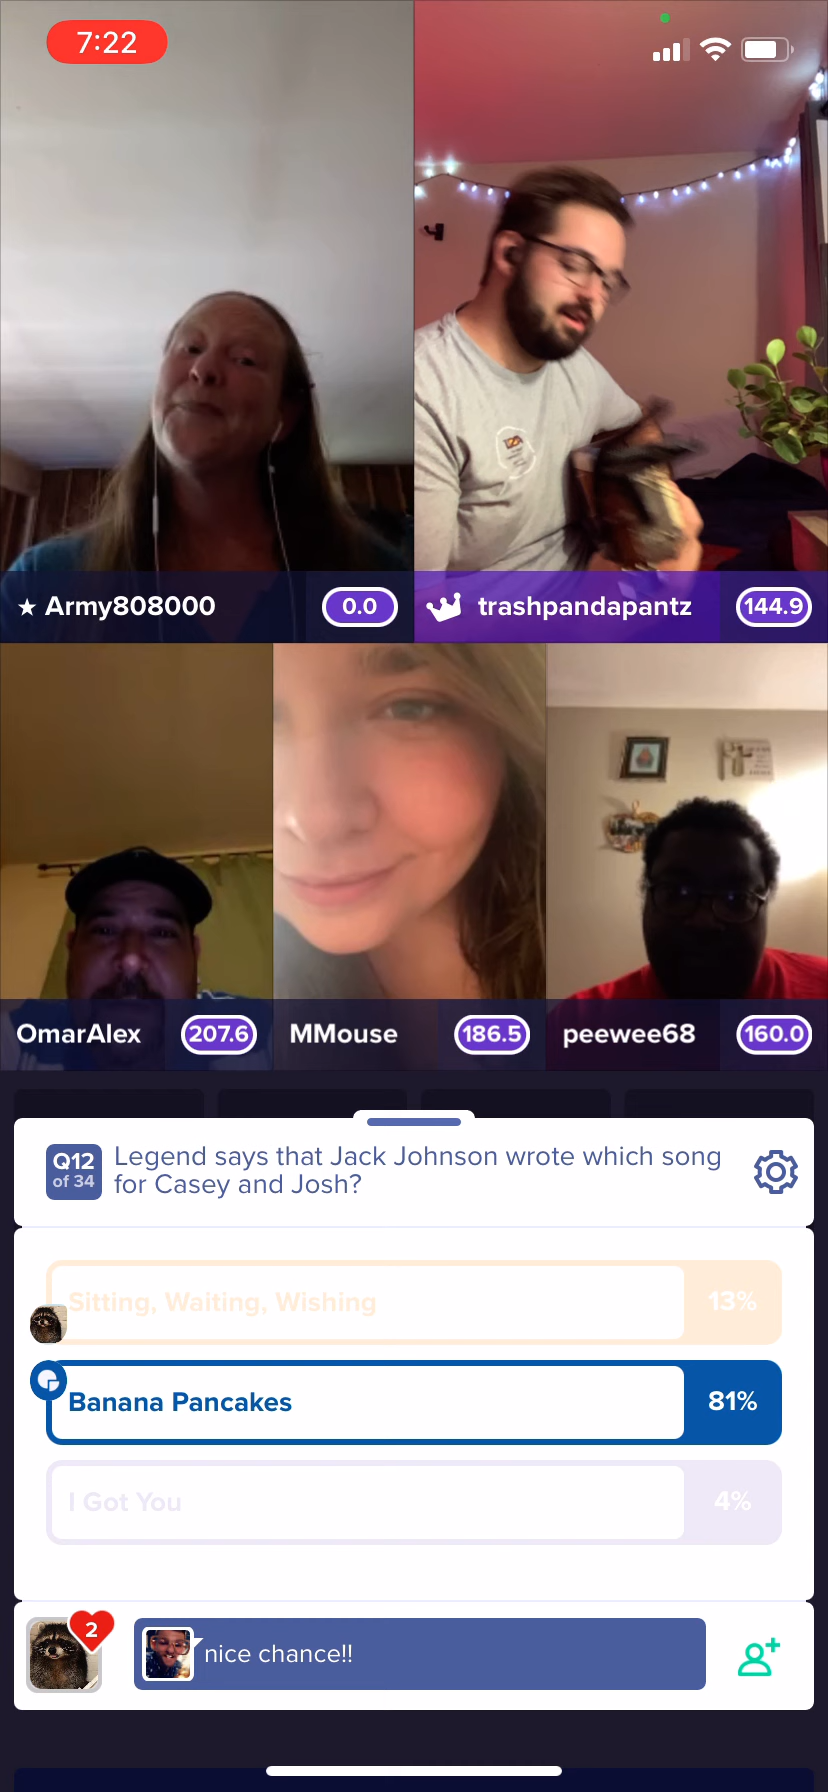 7:22
★ Army808000
0.0
trashpandapantz
144.9
OmarAlex
207.6
MMouse
186.5
peewee68
160.0
Q12
of 34
Legend says that Jack Johnson wrote which song
for Casey and Josh?
Sitting, Waiting, Wishing
13%
Banana Pancakes
81%
I Got You
4%
2
nice chance!!